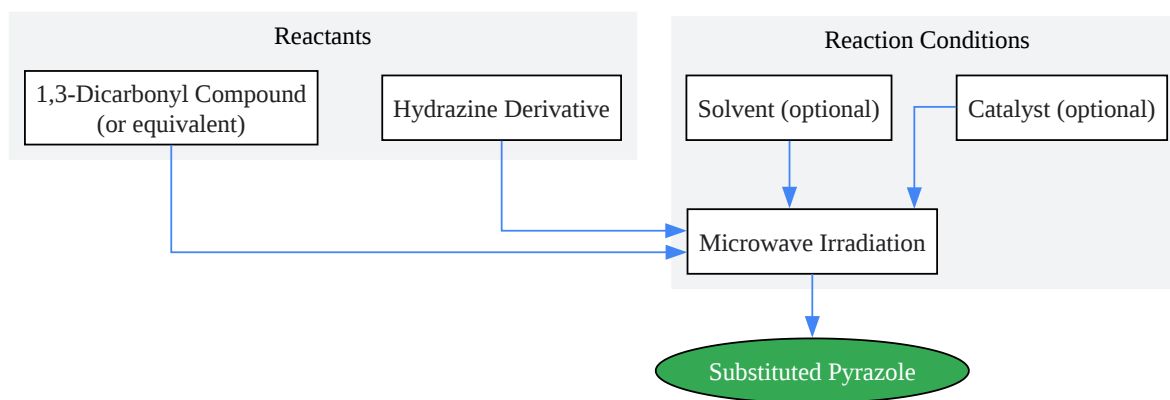 Reactants
1,3-Dicarbonyl Compound
(or equivalent)
Hydrazine Derivative
Reaction Conditions
Solvent (optional)
Catalyst (optional)
Microwave Irradiation
Substituted Pyrazole